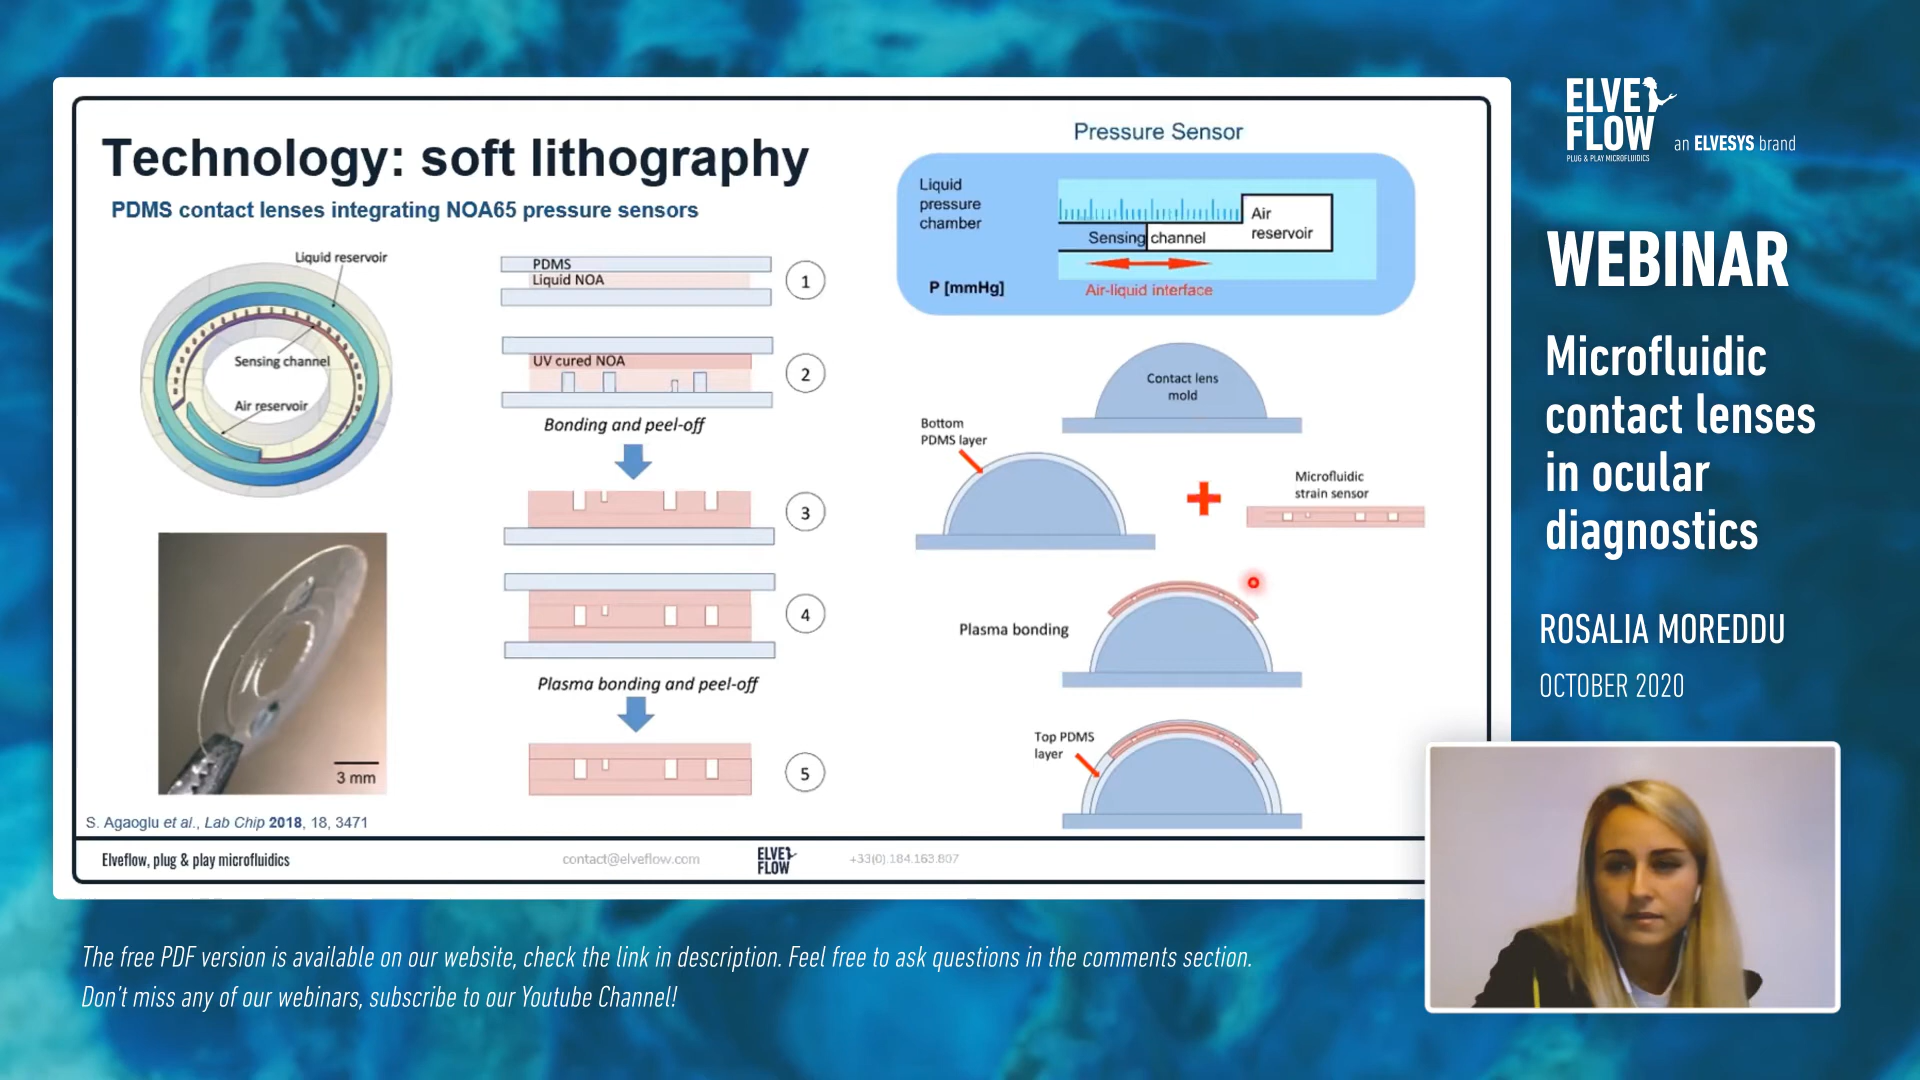 Technology: soft lithography
PDMS contact lenses integrating NOA65 pressure sensors
Liquid reservoir
Sensing channel
Air reservoir
3 mm
S. Agaoglu et al., Lab Chip 2018, 18, 3471
PDMS
Liquid NOA
1
UV cured NOA
2
Bonding and peel-off
3
4
Plasma bonding and peel-off
5
Pressure Sensor
Liquid
pressure
chamber
Air
reservoir
Sensing channel
P [mmHg]
Air-liquid interface
Contact lens
mold
Bottom
PDMS layer
Microfluidic
strain sensor
Plasma bonding
Top PDMS
layer
Elveflow, plug & play microfluidics
contact@elveflow.com
ELVE
FLOW
+33(0).184.163.807
ELVE
FLOW
PLUG & PLAY MICROFLUIDICS
an ELVESYS brand
WEBINAR
Microfluidic
contact lenses
in ocular
diagnostics
ROSALIA MOREDDU
OCTOBER 2020
The free PDF version is available on our website, check the link in description. Feel free to ask questions in the comments section.
Don't miss any of our webinars, subscribe to our Youtube Channel!